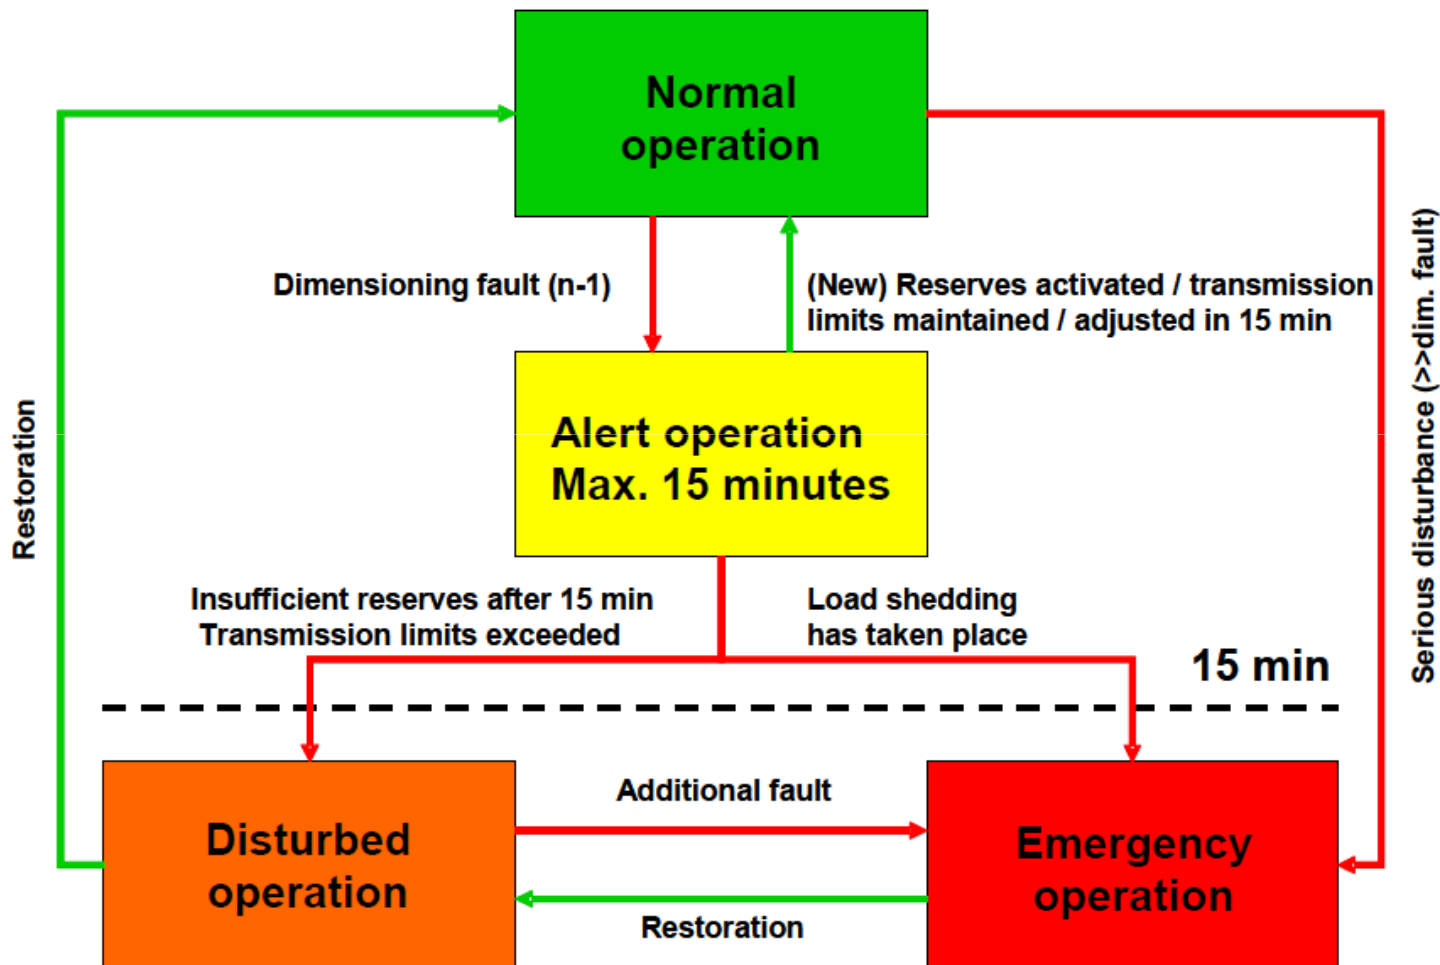 Normal
operation
Dimensioning fault (n-1)
(New) Reserves activated / transmission
limits maintained / adjusted in 15 min
Alert operation
Max. 15 minutes
Restoration
Serious disturbance (>>dim. fault)
Insufficient reserves after 15 min
Transmission limits exceeded
Load shedding
has taken place
15 min
Disturbed
operation
Additional fault
Restoration
Emergency
operation